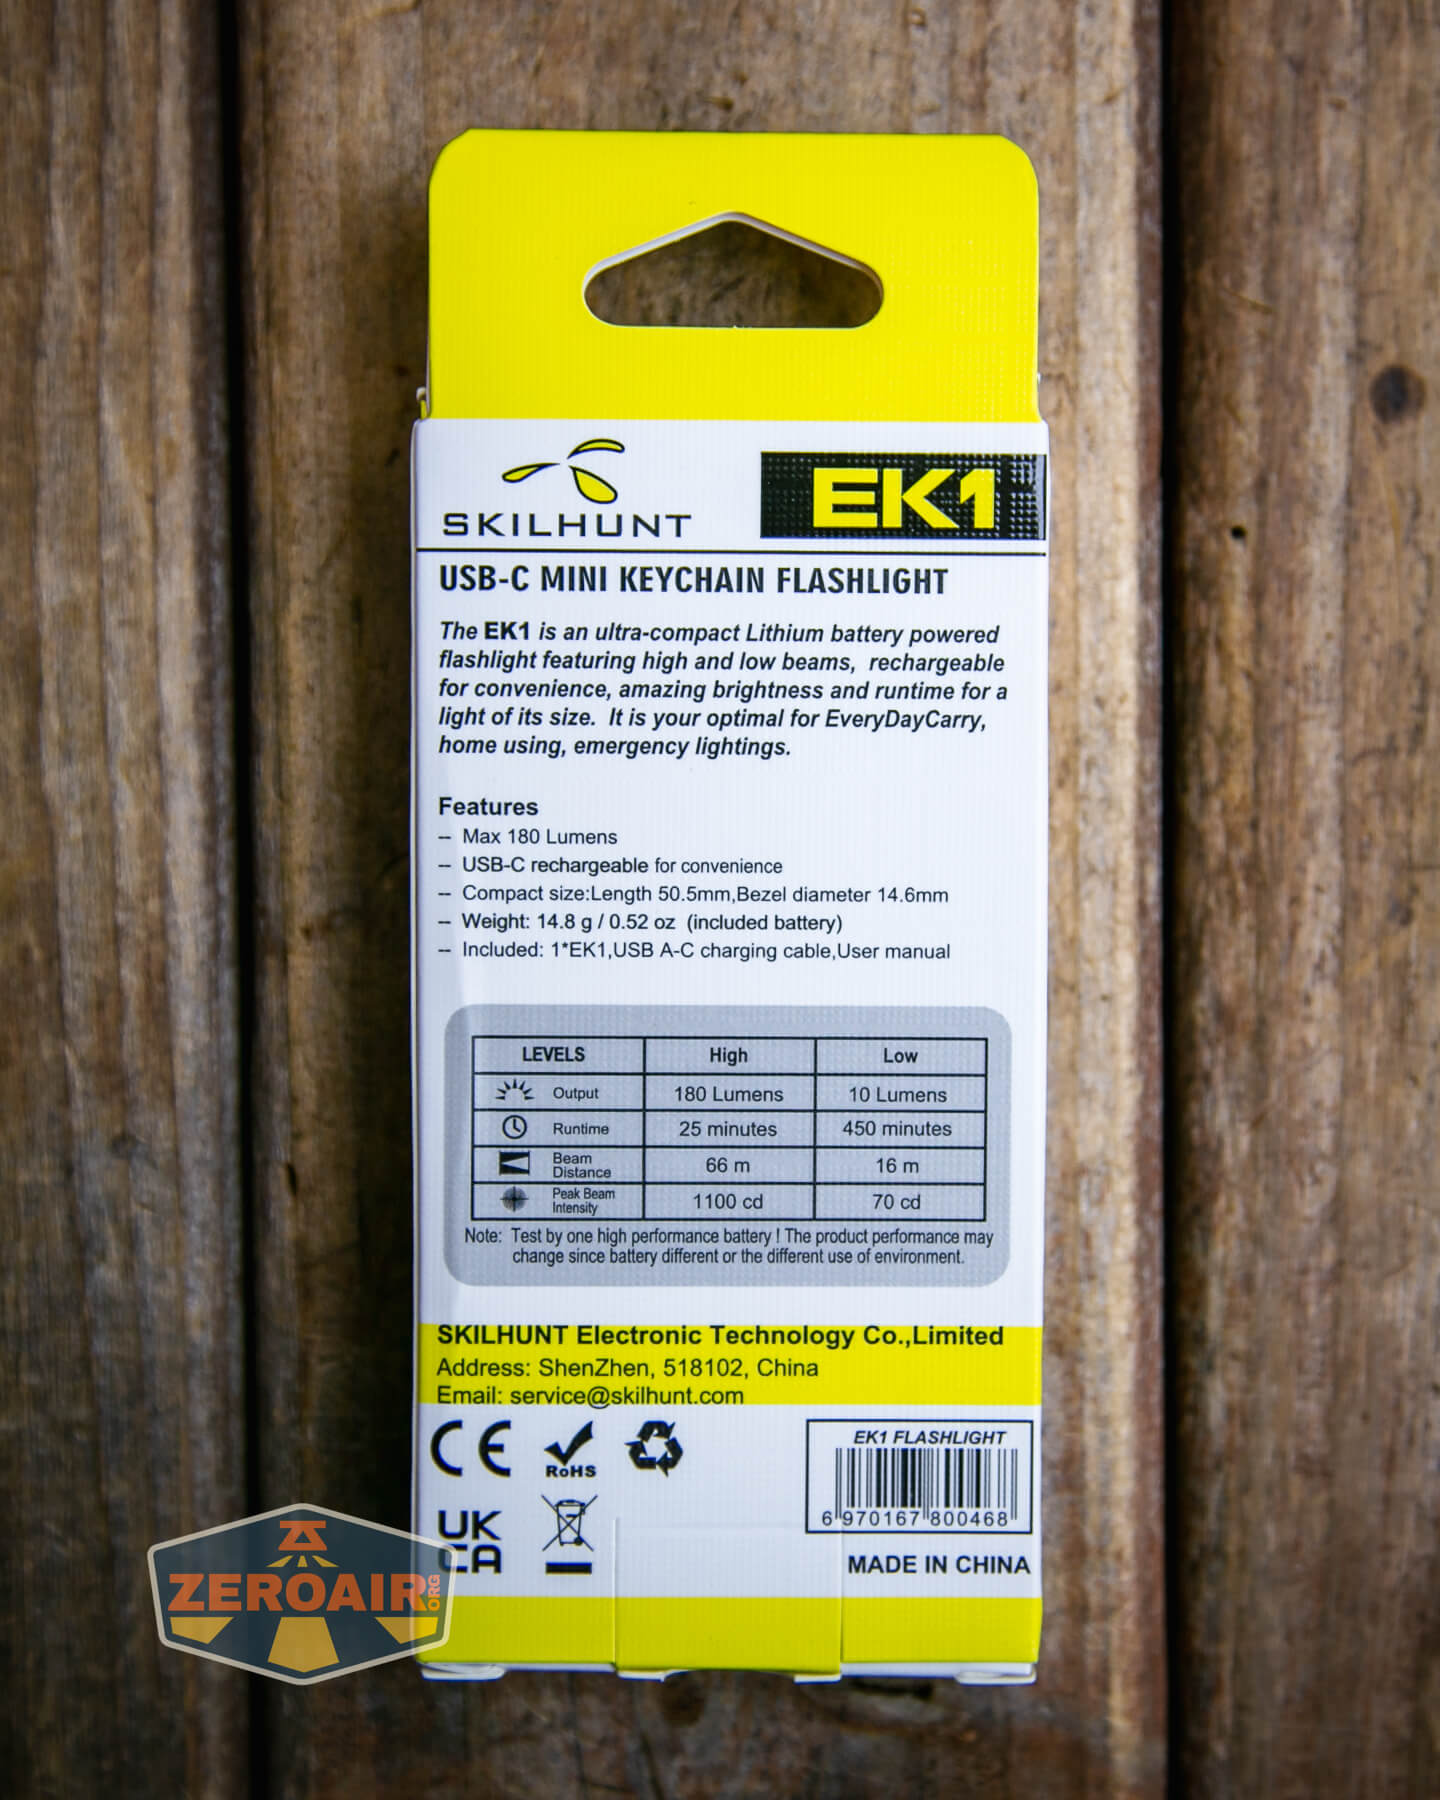 SKILHUNT
EK1
USB-C MINI KEYCHAIN FLASHLIGHT
The EK1 is an ultra-compact Lithium battery powered
flashlight featuring high and low beams, rechargeable
for convenience, amazing brightness and runtime for a
light of its size. It is your optimal for EveryDayCarry,
home using, emergency lightings.
Features
– Max 180 Lumens
– USB-C rechargeable for convenience
– Compact size:Length 50.5mm,Bezel diameter 14.6mm
– Weight: 14.8 g / 0.52 oz (included battery)
– Included: 1*EK1,USB A-C charging cable,User manual
LEVELS High Low
Output 180 Lumens 10 Lumens
Runtime 25 minutes 450 minutes
Beam
Distance 66 m 16 m
Peak Beam
Intensity 1100 cd 70 cd
Note: Test by one high performance battery ! The product performance may
change since battery different or the different use of environment.
SKILHUNT Electronic Technology Co.,Limited
Address: ShenZhen, 518102, China
Email: service@skilhunt.com
CE
RoHS
EK1 FLASHLIGHT
6 970167 800468
UK
CA
MADE IN CHINA
ZEROAIR.ORG